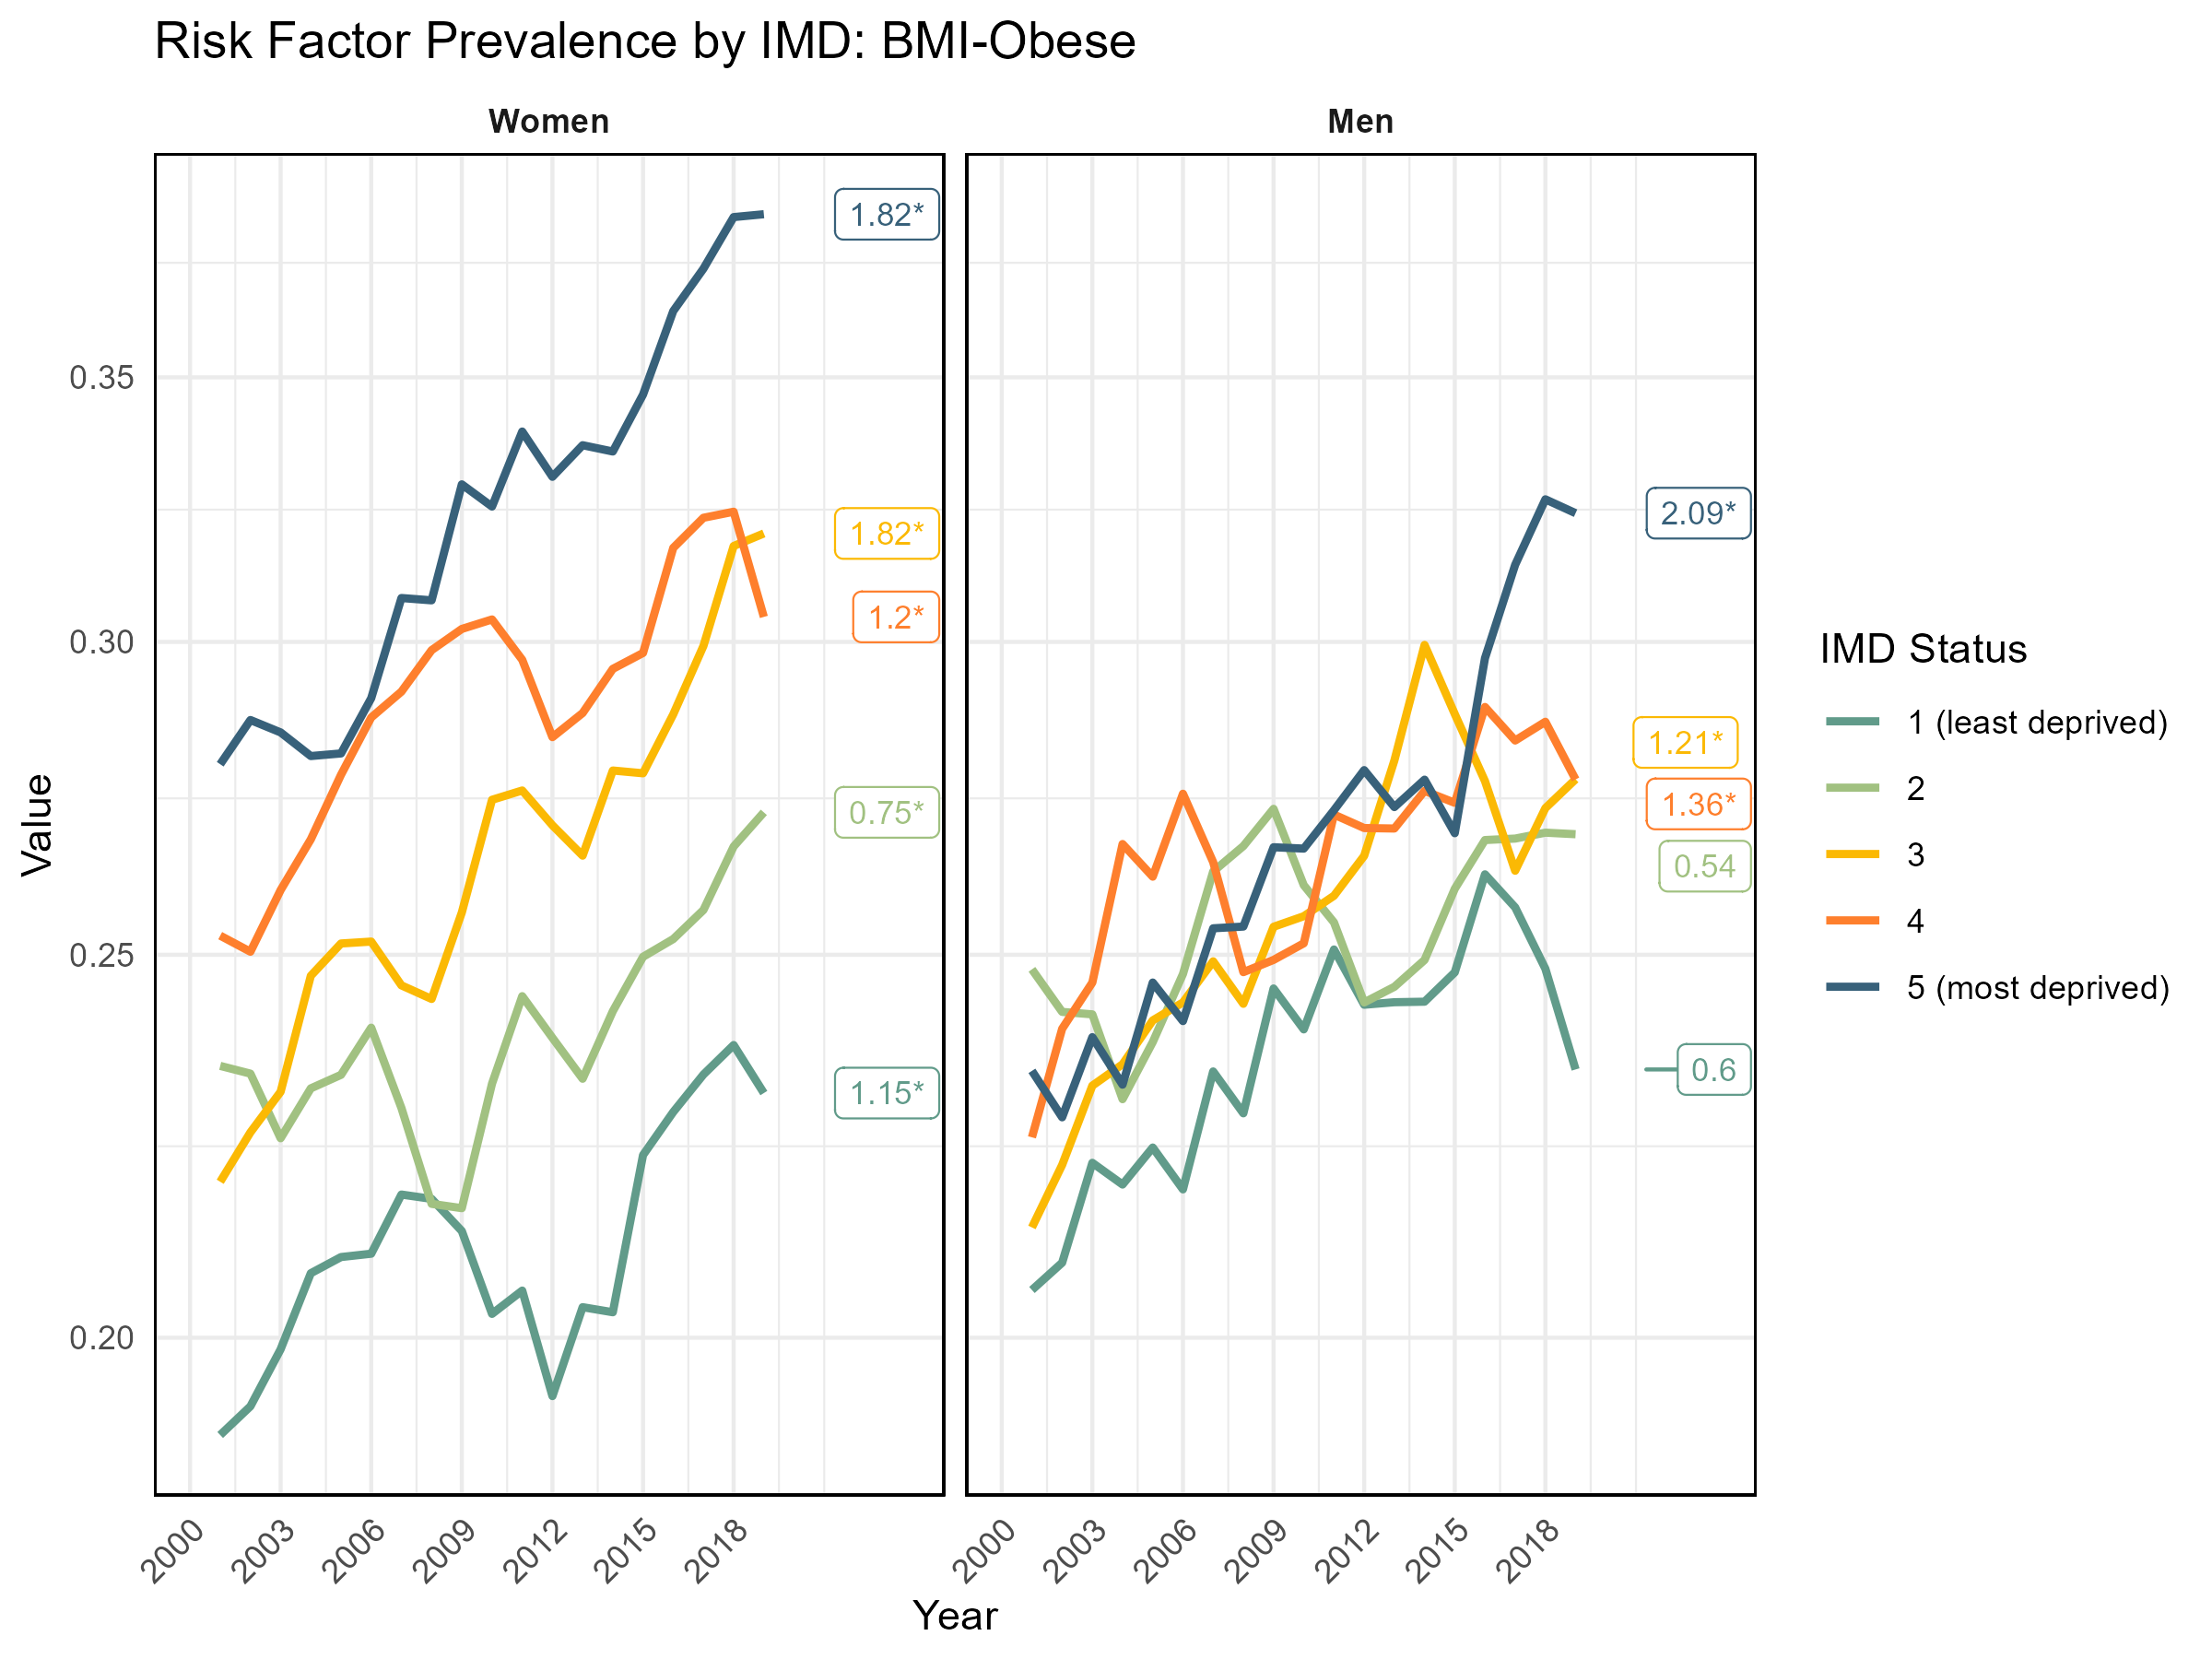 Risk Factor Prevalence by IMD: BMI-Obese
Women
Men
Value
0.35
0.30
0.25
0.20
1.82*
1.82*
1.2*
0.75*
1.15*
2.09*
1.21*
1.36*
0.54
0.6
2000 2003 2006 2009 2012 2015 2018
2000 2003 2006 2009 2012 2015 2018
Year
IMD Status
1 (least deprived)
2
3
4
5 (most deprived)